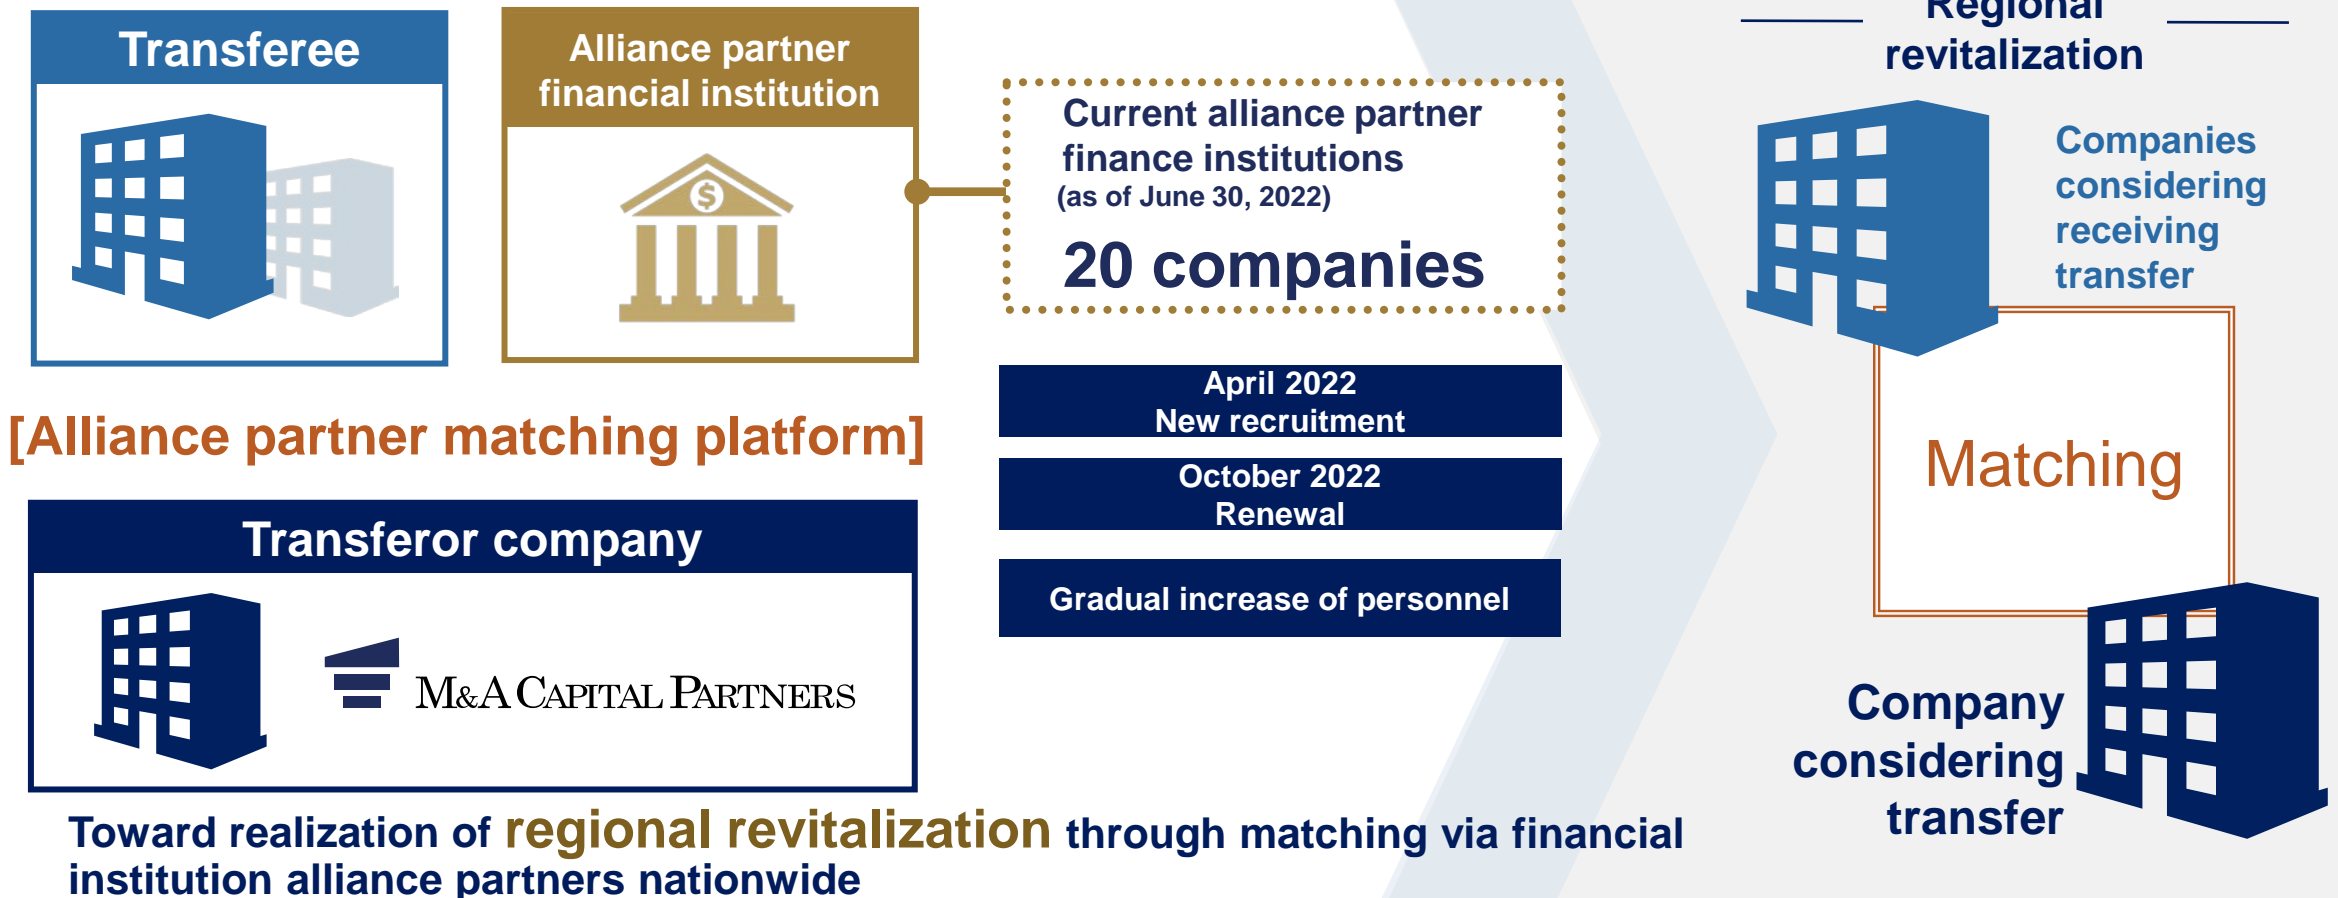 Transferee
Alliance partner
financial institution
$
Current alliance partner
finance institutions
(as of June 30, 2022)
20 companies
[Alliance partner matching platform]
April 2022
New recruitment
October 2022
Renewal
Gradual increase of personnel
Transferor company
M&A CAPITAL PARTNERS
Toward realization of regional revitalization through matching via financial
institution alliance partners nationwide
Regional
revitalization
Companies
considering
receiving
transfer
Matching
Company
considering
transfer